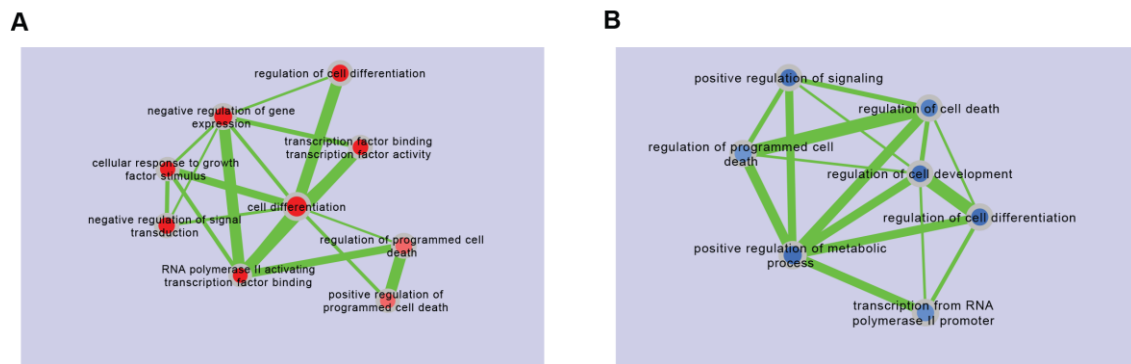 A
regulation of cell differentiation
negative regulation of gene
expression
transcription factor binding
transcription factor activity
cellular response to growth
factor stimulus
cell differentiation
negative regulation of signal
transduction
regulation of programmed cell
death
RNA polymerase II activating
transcription factor binding
positive regulation of
programmed cell death
B
positive regulation of signaling
regulation of cell death
regulation of programmed cell
death
regulation of cell development
regulation of cell differentiation
positive regulation of metabolic
process
transcription from RNA
polymerase II promoter